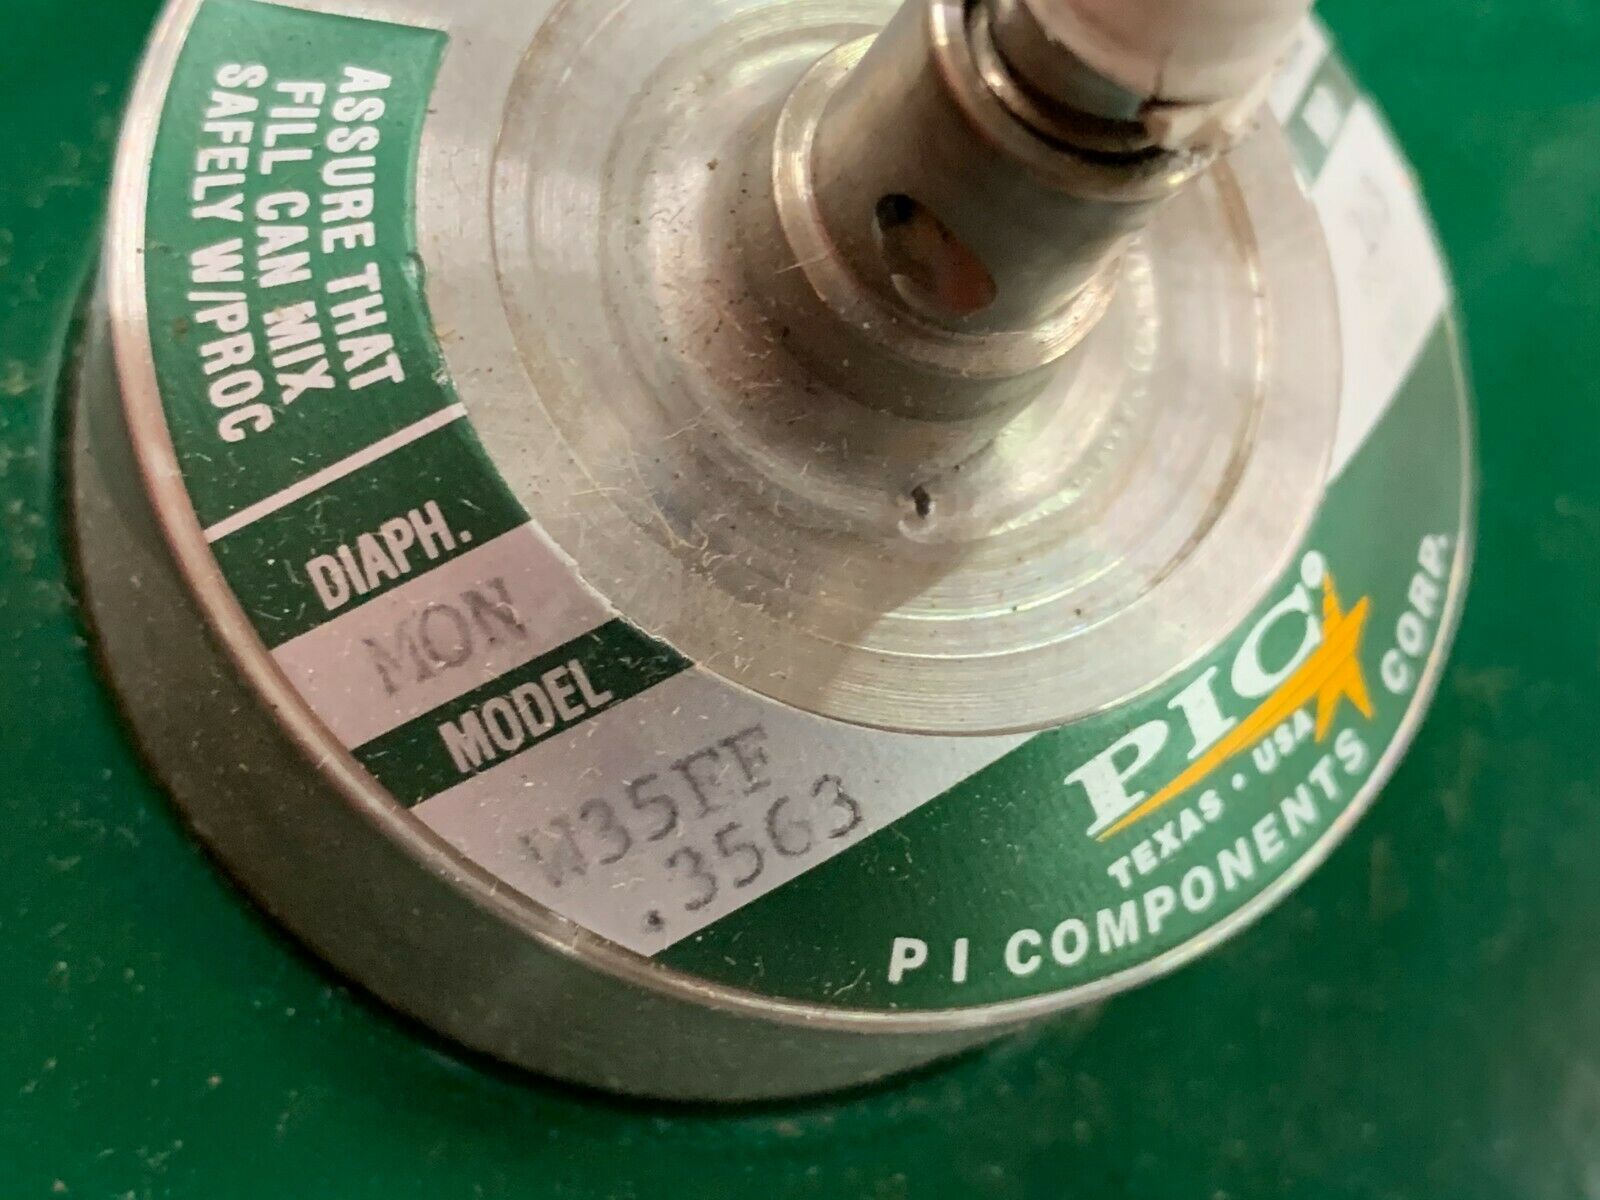 ASSURE THAT
FILL CAN MIX
SAFELY W/PROC
DIAPH.
MON
MODEL
W35FF
.3563
PIC
TEXAS • USA
PI COMPONENTS CORP.